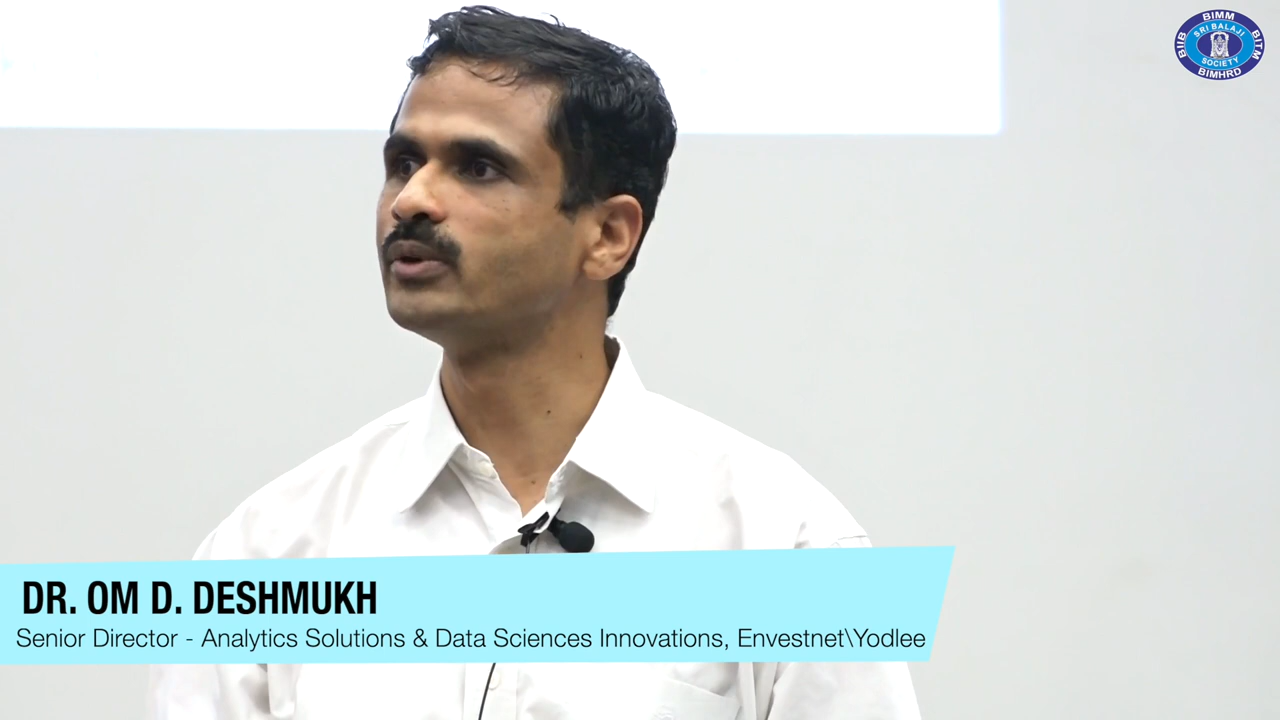 BIMM
BIIB
SRI BALAJI
SOCIETY
BITM
BIMHRD
DR. OM D. DESHMUKH
Senior Director - Analytics Solutions & Data Sciences Innovations, Envestnet\Yodlee